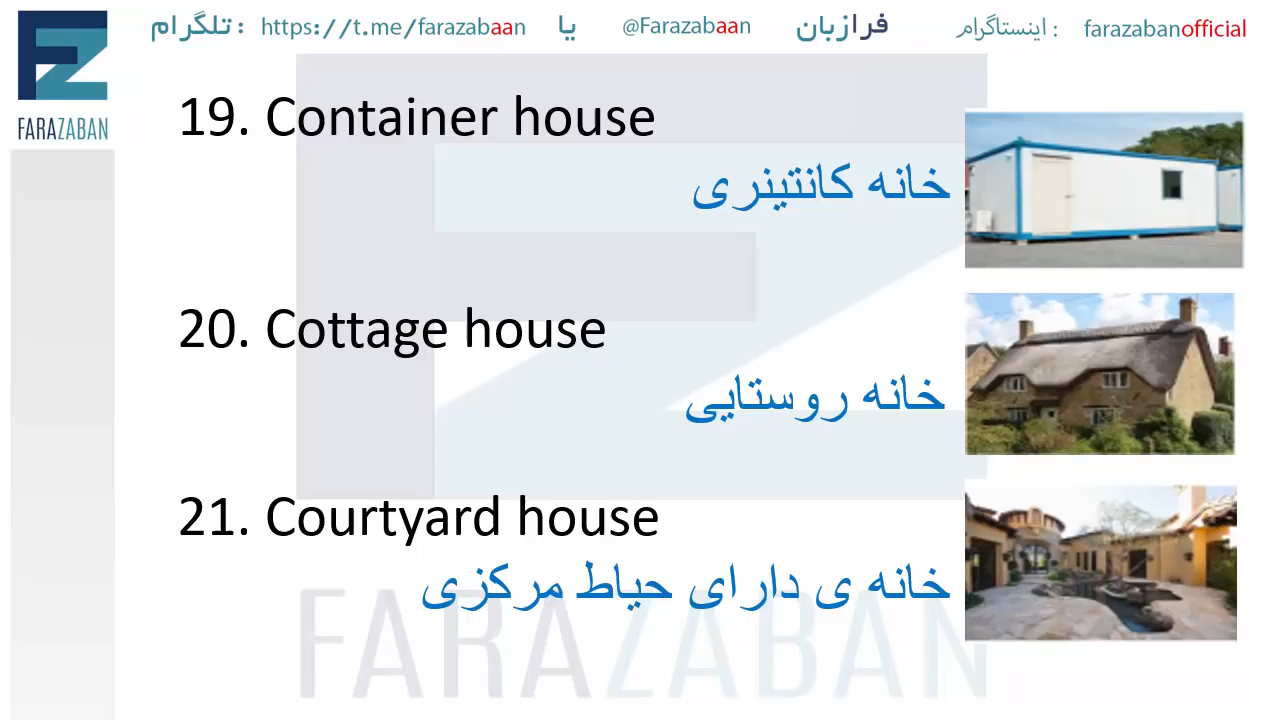 تلگرام : https://t.me/farazabaan یا @Farazabaan فرازبان اینستاگرام : farazabanofficial
FARAZABAN
19. Container house
خانه کانتینری
20. Cottage house
خانه روستایی
21. Courtyard house
خانه ی دارای حیاط مرکزی
FARAZABAN